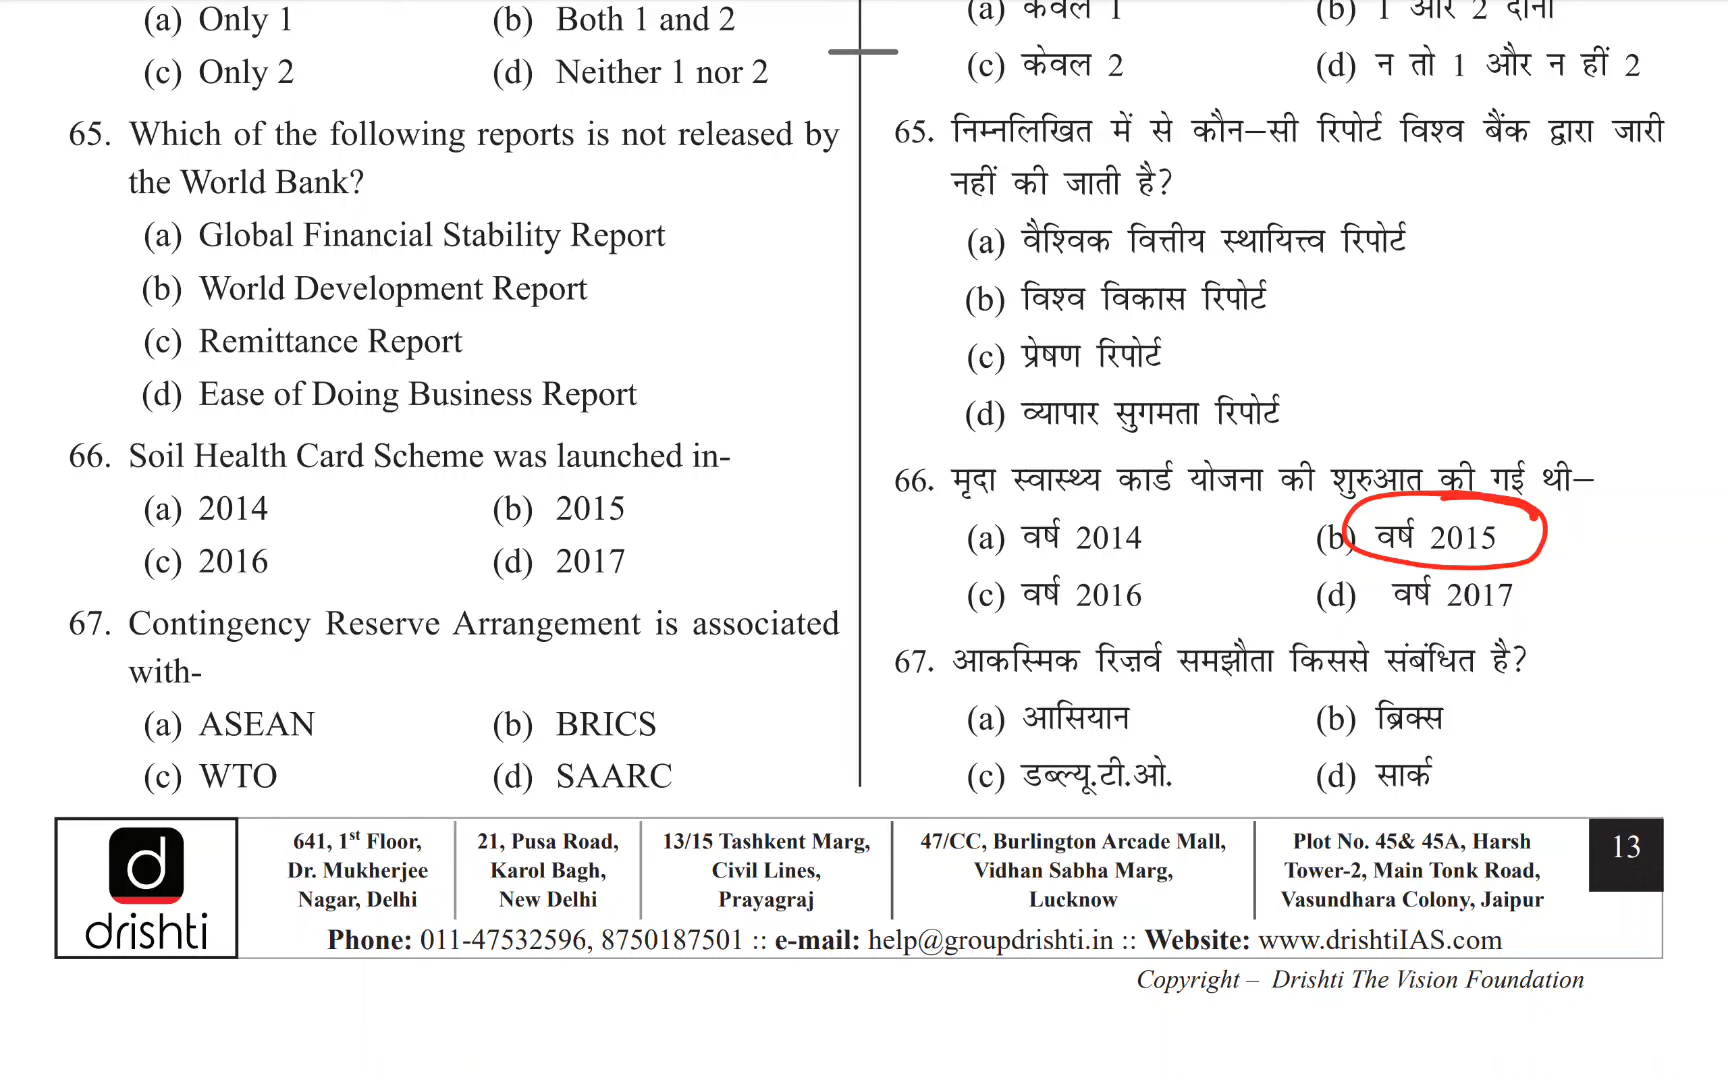 (a) Only 1 (b) Both 1 and 2
(c) Only 2 (d) Neither 1 nor 2
65. Which of the following reports is not released by
the World Bank?
(a) Global Financial Stability Report
(b) World Development Report
(c) Remittance Report
(d) Ease of Doing Business Report
66. Soil Health Card Scheme was launched in-
(a) 2014 (b) 2015
(c) 2016 (d) 2017
67. Contingency Reserve Arrangement is associated
with-
(a) ASEAN (b) BRICS
(c) WTO (d) SAARC
(a) केवल 1 (b) 1 और 2 दोनों
(c) केवल 2 (d) न तो 1 और न हीं 2
65. निम्नलिखित में से कौन–सी रिपोर्ट विश्व बैंक द्वारा जारी
नहीं की जाती है?
(a) वैश्विक वित्तीय स्थायित्त्व रिपोर्ट
(b) विश्व विकास रिपोर्ट
(c) प्रेषण रिपोर्ट
(d) व्यापार सुगमता रिपोर्ट
66. मृदा स्वास्थ्य कार्ड योजना की शुरुआत की गई थी–
(a) वर्ष 2014 (b) वर्ष 2015
(c) वर्ष 2016 (d) वर्ष 2017
67. आकस्मिक रिज़र्व समझौता किससे संबंधित है?
(a) आसियान (b) ब्रिक्स
(c) डब्ल्यू.टी.ओ. (d) सार्क
d
drishti
641, 1st Floor,
Dr. Mukherjee
Nagar, Delhi
21, Pusa Road,
Karol Bagh,
New Delhi
13/15 Tashkent Marg,
Civil Lines,
Prayagraj
47/CC, Burlington Arcade Mall,
Vidhan Sabha Marg,
Lucknow
Plot No. 45& 45A, Harsh
Tower-2, Main Tonk Road,
Vasundhara Colony, Jaipur
13
Phone: 011-47532596, 8750187501 :: e-mail: help@groupdrishti.in :: Website: www.drishtiIAS.com
Copyright – Drishti The Vision Foundation